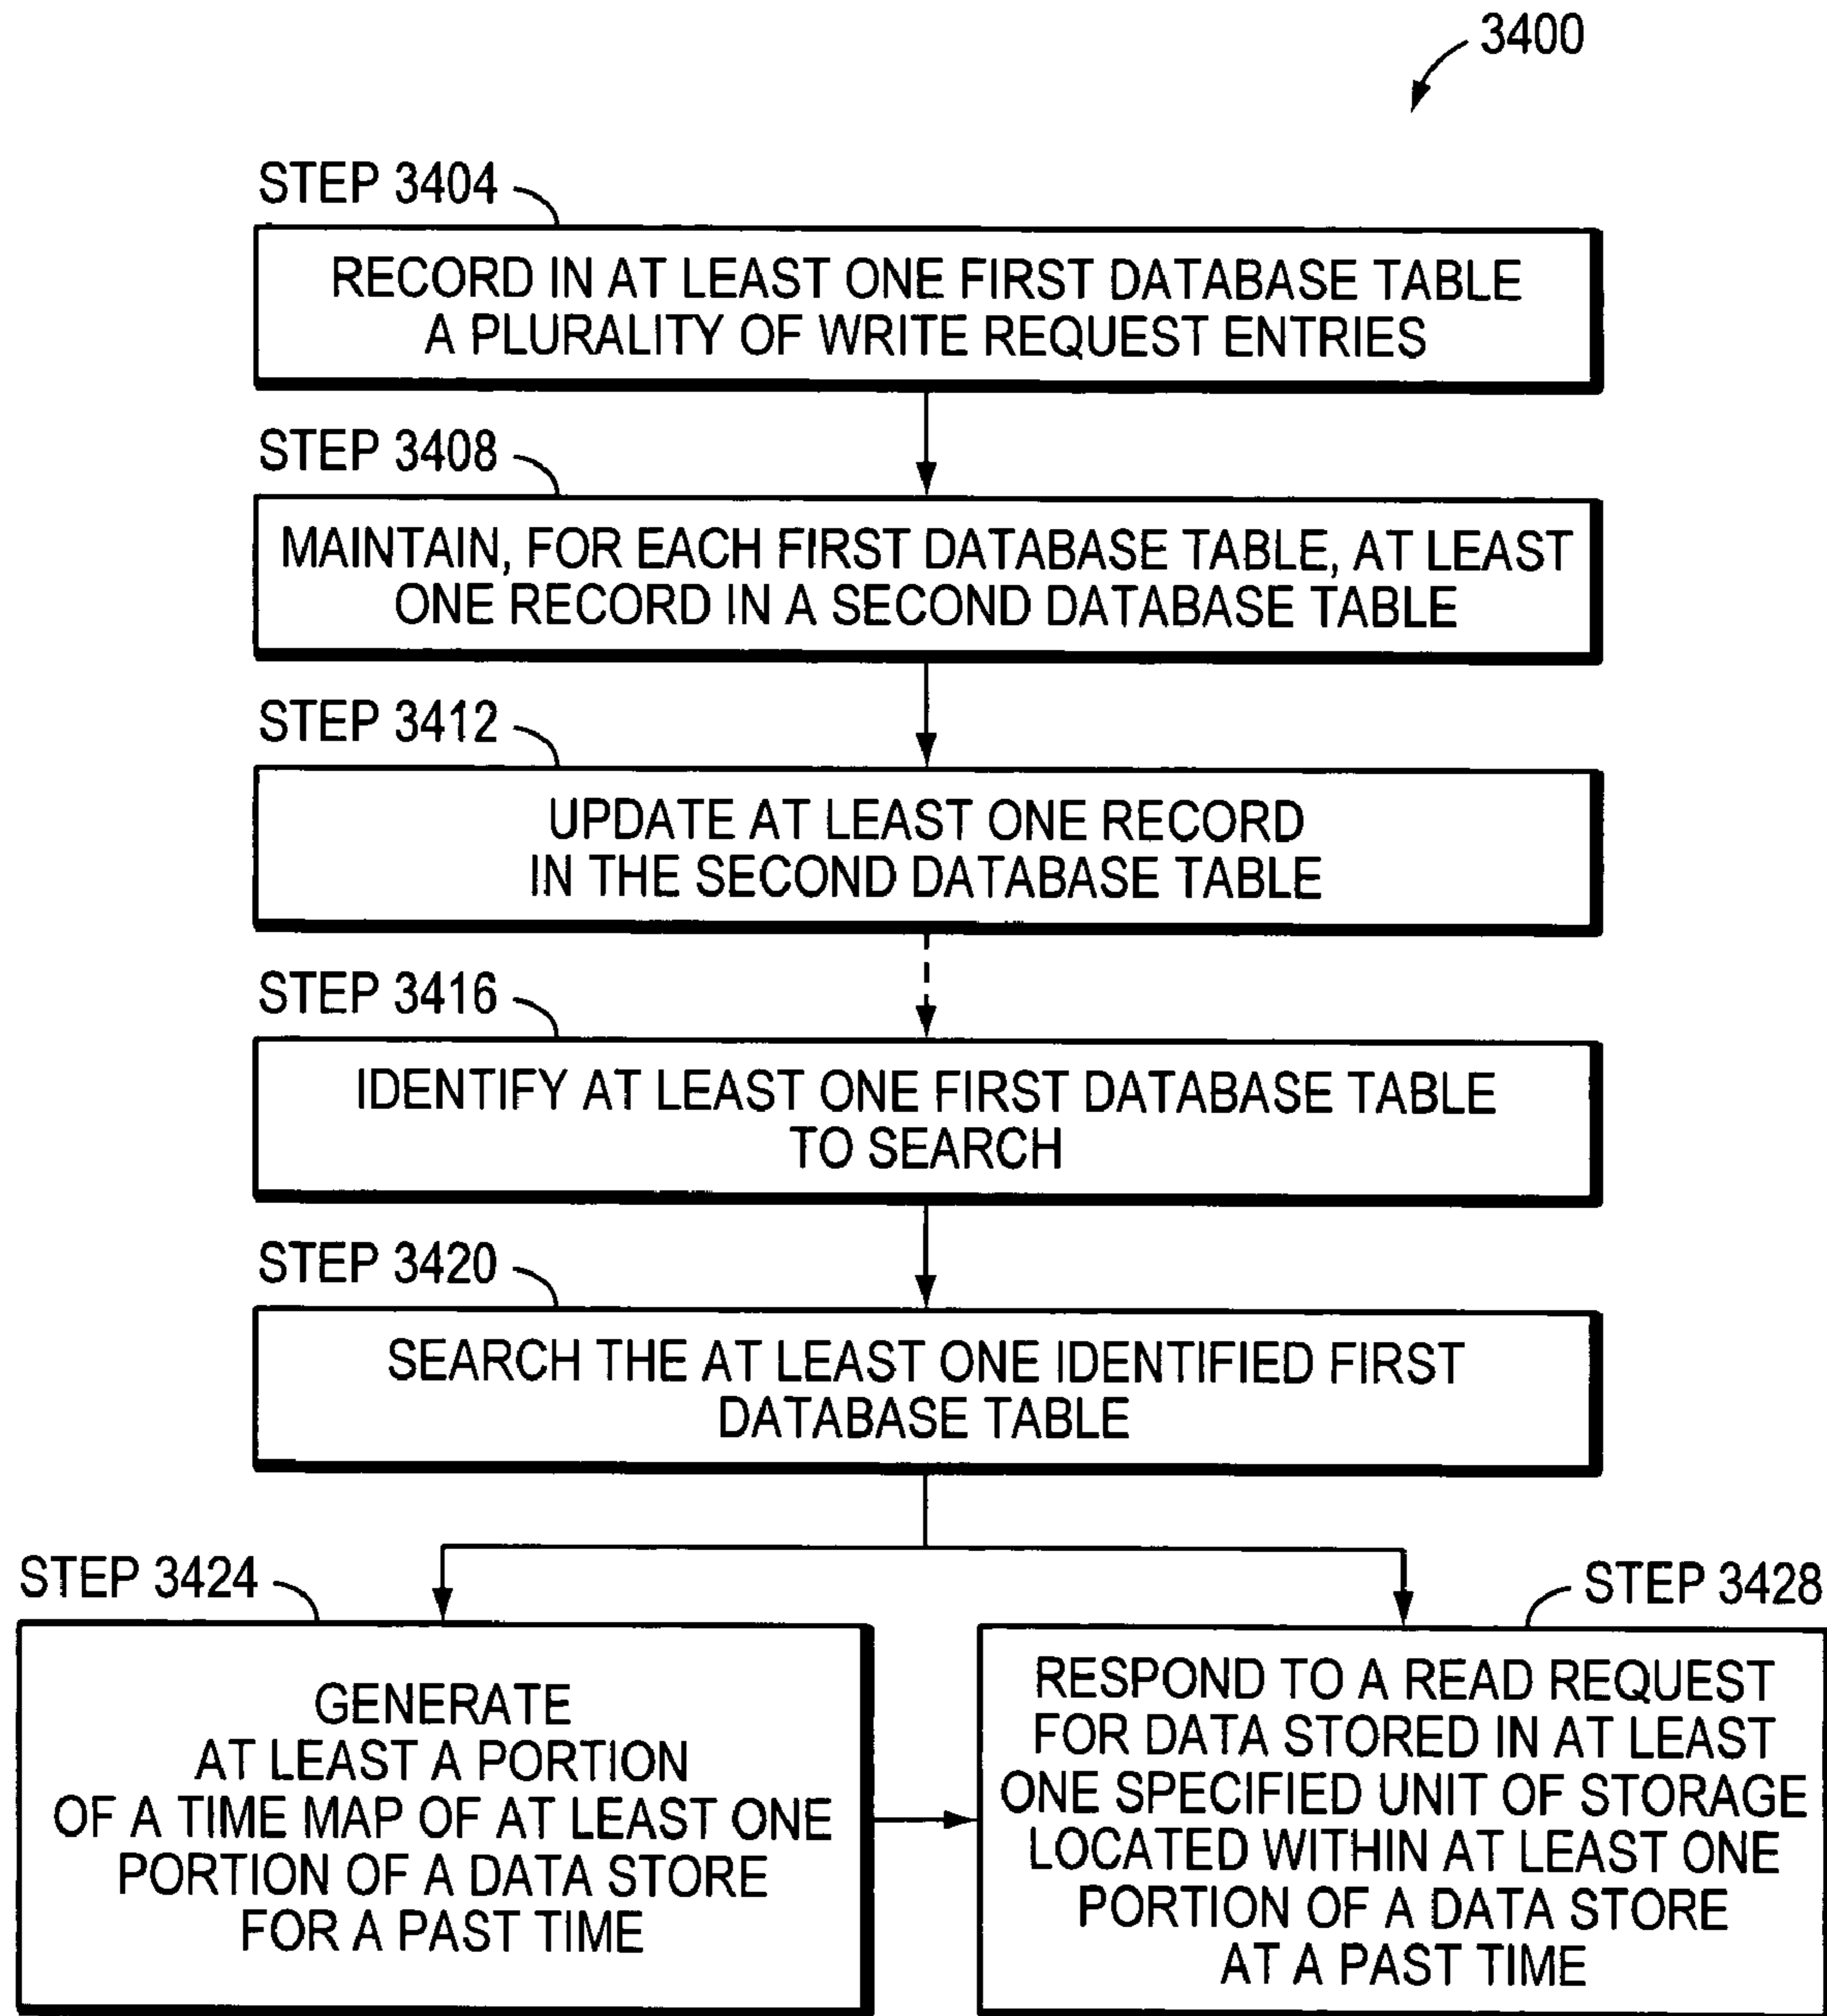 3400
STEP 3404
RECORD IN AT LEAST ONE FIRST DATABASE TABLE
A PLURALITY OF WRITE REQUEST ENTRIES
STEP 3408
MAINTAIN, FOR EACH FIRST DATABASE TABLE, AT LEAST
ONE RECORD IN A SECOND DATABASE TABLE
STEP 3412
UPDATE AT LEAST ONE RECORD
IN THE SECOND DATABASE TABLE
STEP 3416
IDENTIFY AT LEAST ONE FIRST DATABASE TABLE
TO SEARCH
STEP 3420
SEARCH THE AT LEAST ONE IDENTIFIED FIRST
DATABASE TABLE
STEP 3424
GENERATE
AT LEAST A PORTION
OF A TIME MAP OF AT LEAST ONE
PORTION OF A DATA STORE
FOR A PAST TIME
STEP 3428
RESPOND TO A READ REQUEST
FOR DATA STORED IN AT LEAST
ONE SPECIFIED UNIT OF STORAGE
LOCATED WITHIN AT LEAST ONE
PORTION OF A DATA STORE
AT A PAST TIME